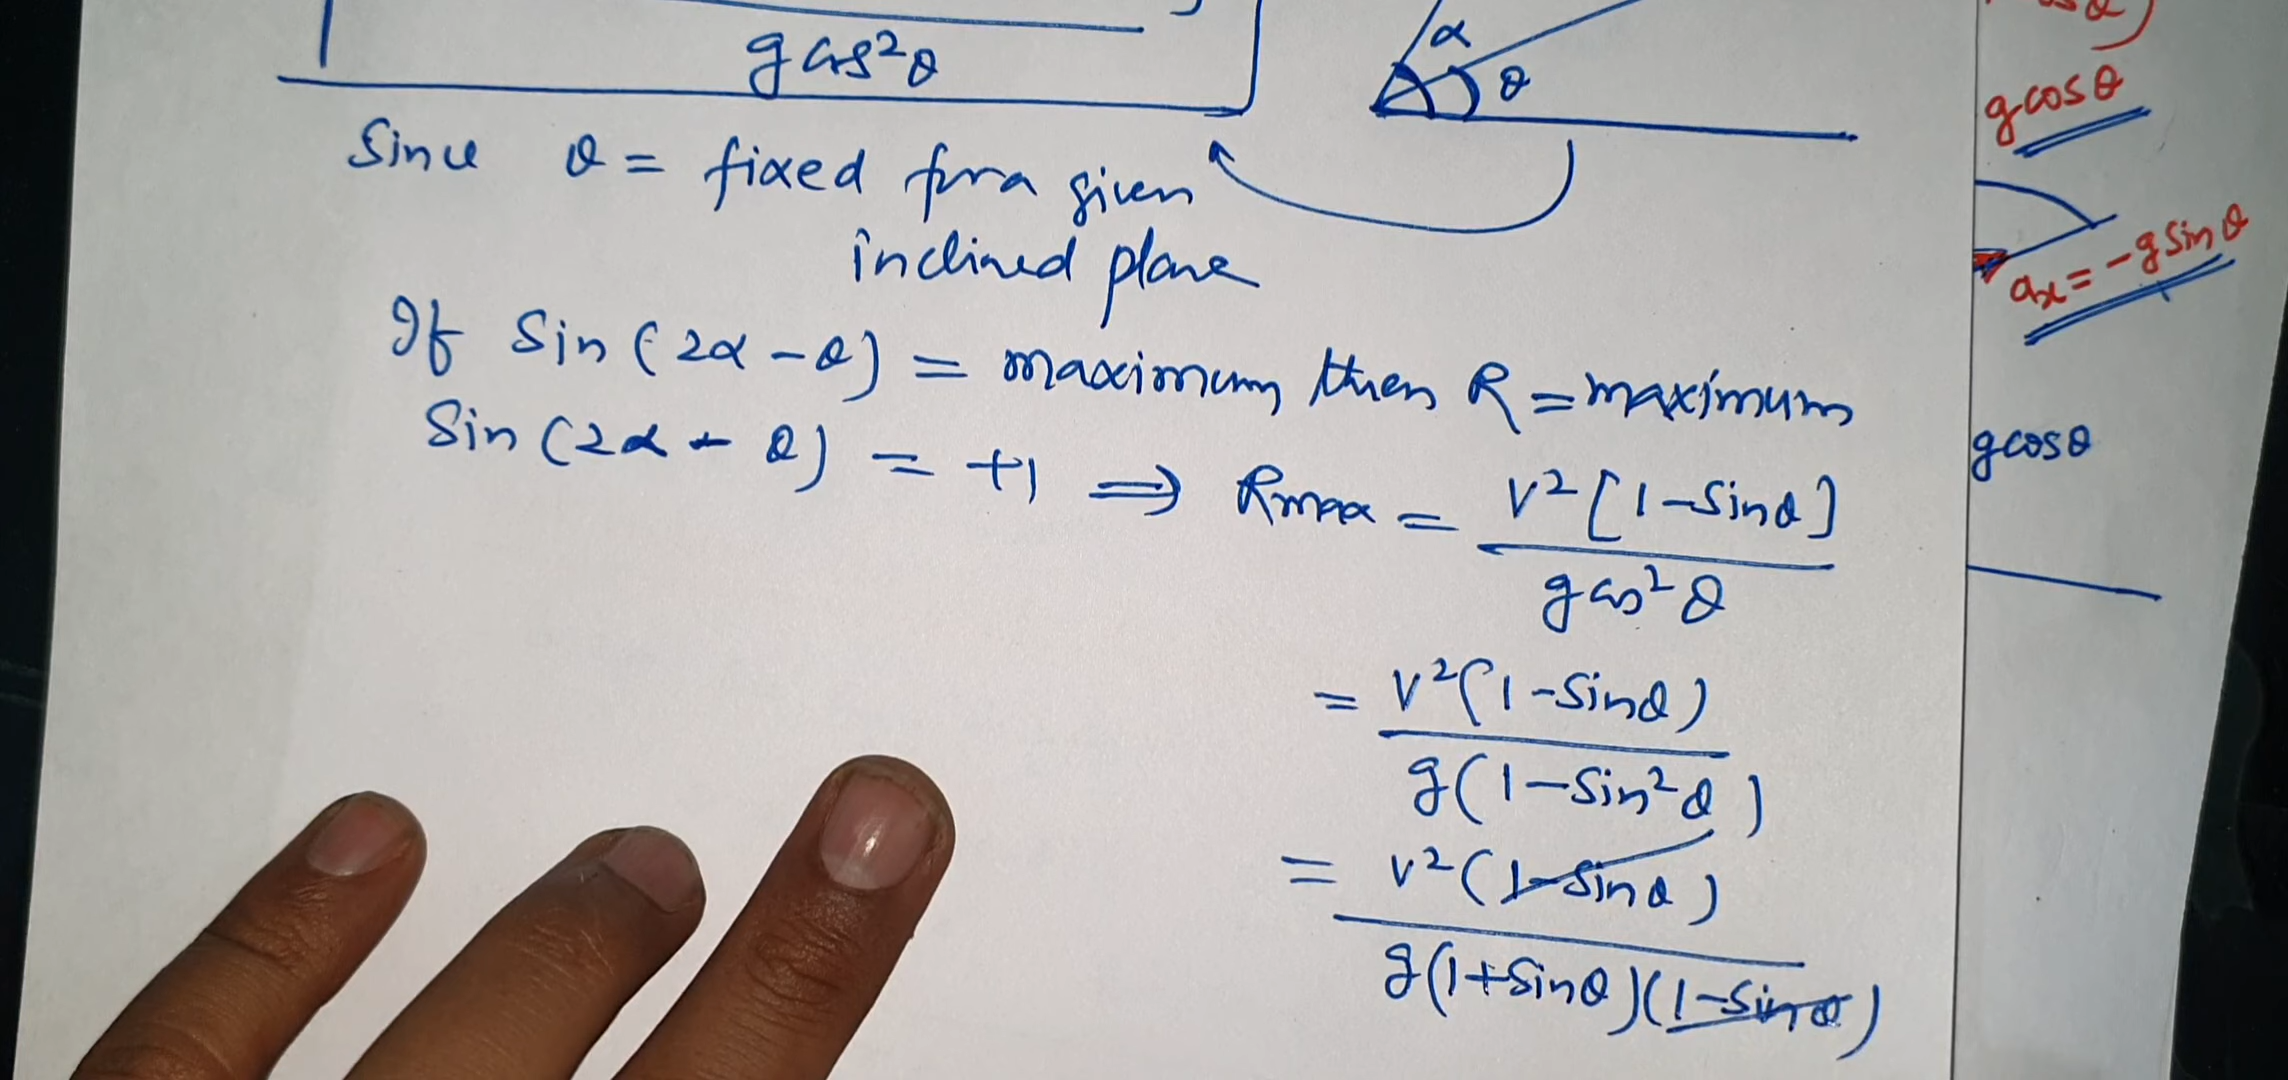 g cos²θ
α
θ
Since θ = fixed for a given
inclined plane
If Sin (2α - θ) = maximum then R = maximum
Sin (2α - θ) = +1 ⇒ Rmax = V² [1 - Sinθ]
g cos²θ
= V² (1 - Sinθ)
g (1 - Sin²θ)
= V² (1 - Sinθ)
g (1 + Sinθ) (1 - Sinθ)
g cosθ
ax = - g Sinθ
g cosθ